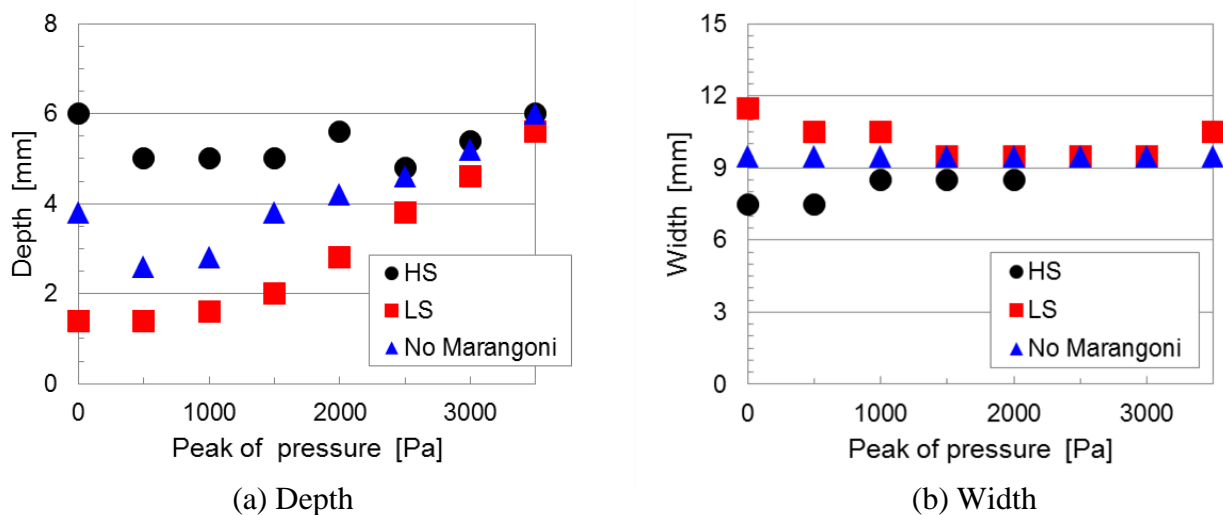 8
6
4
2
0
Depth [mm]
HS
LS
No Marangoni
0 1000 2000 3000
Peak of pressure [Pa]
(a) Depth
15
12
9
6
3
0
Width [mm]
HS
LS
No Marangoni
0 1000 2000 3000
Peak of pressure [Pa]
(b) Width